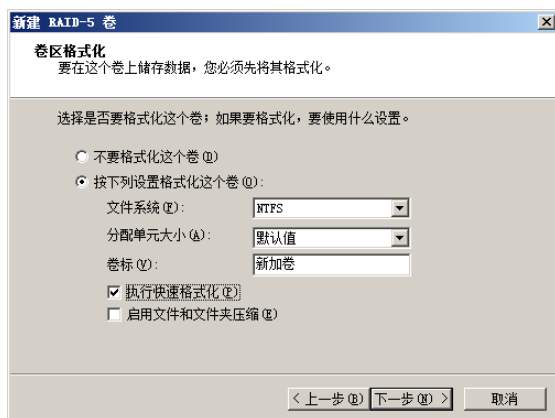 新建 RAID-5 卷
卷区格式化
要在这个卷上储存数据，您必须先将其格式化。
选择是否要格式化这个卷；如果要格式化，要使用什么设置。
不要格式化这个卷(D)
按下列设置格式化这个卷(O):
文件系统(F): NTFS
分配单元大小(A): 默认值
卷标(V): 新加卷
执行快速格式化(P)
启用文件和文件夹压缩(E)
< 上一步(B) 下一步(N) > 取消